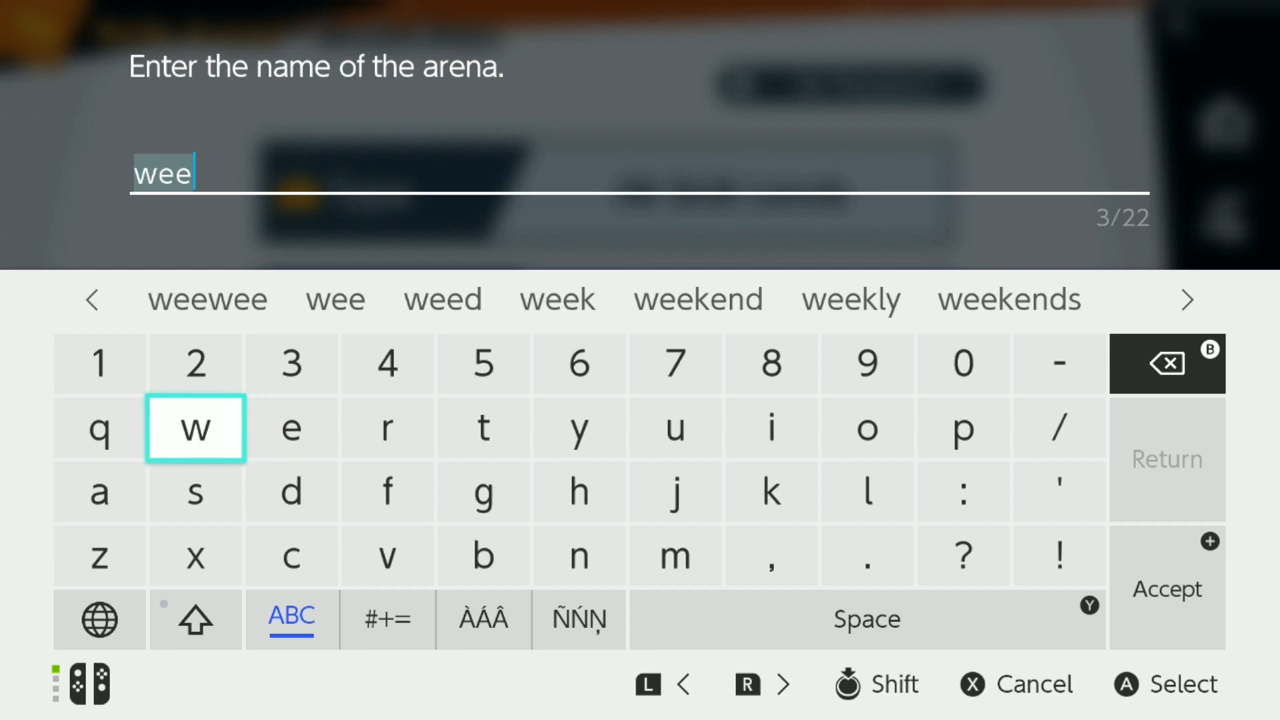 Enter the name of the arena.
wee
3/22
weewee wee weed week weekend weekly weekends
1 2 3 4 5 6 7 8 9 0 - B
q w e r t y u i o p / Return
a s d f g h j k l : '
z x c v b n m , . ? ! Accept
ABC #+= ÀÁÂ ÑŃŅ Space Y
L R Shift X Cancel A Select